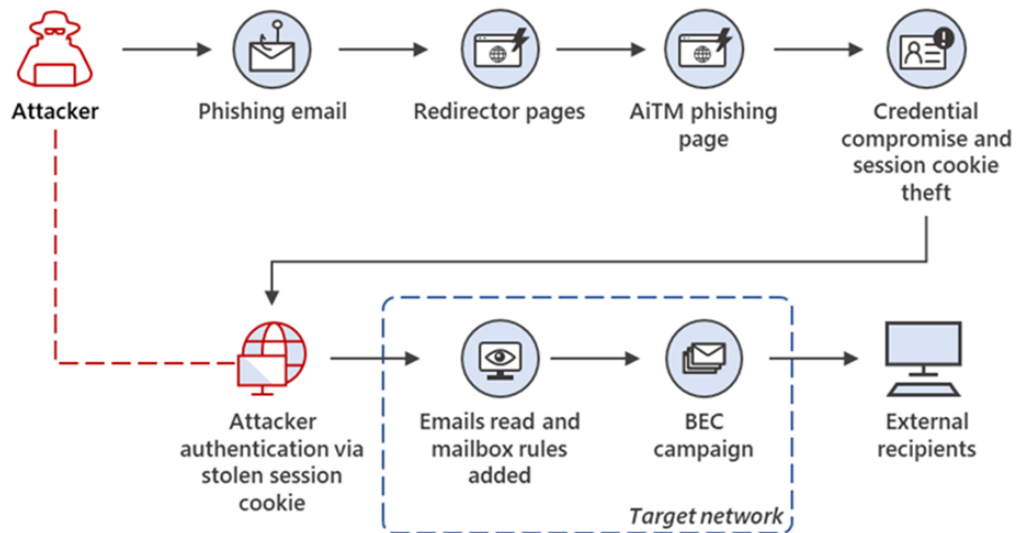 Attacker
Phishing email
Redirector pages
AiTM phishing
page
Credential
compromise and
session cookie
theft
Attacker
authentication via
stolen session
cookie
Emails read and
mailbox rules
added
BEC
campaign
External
recipients
Target network